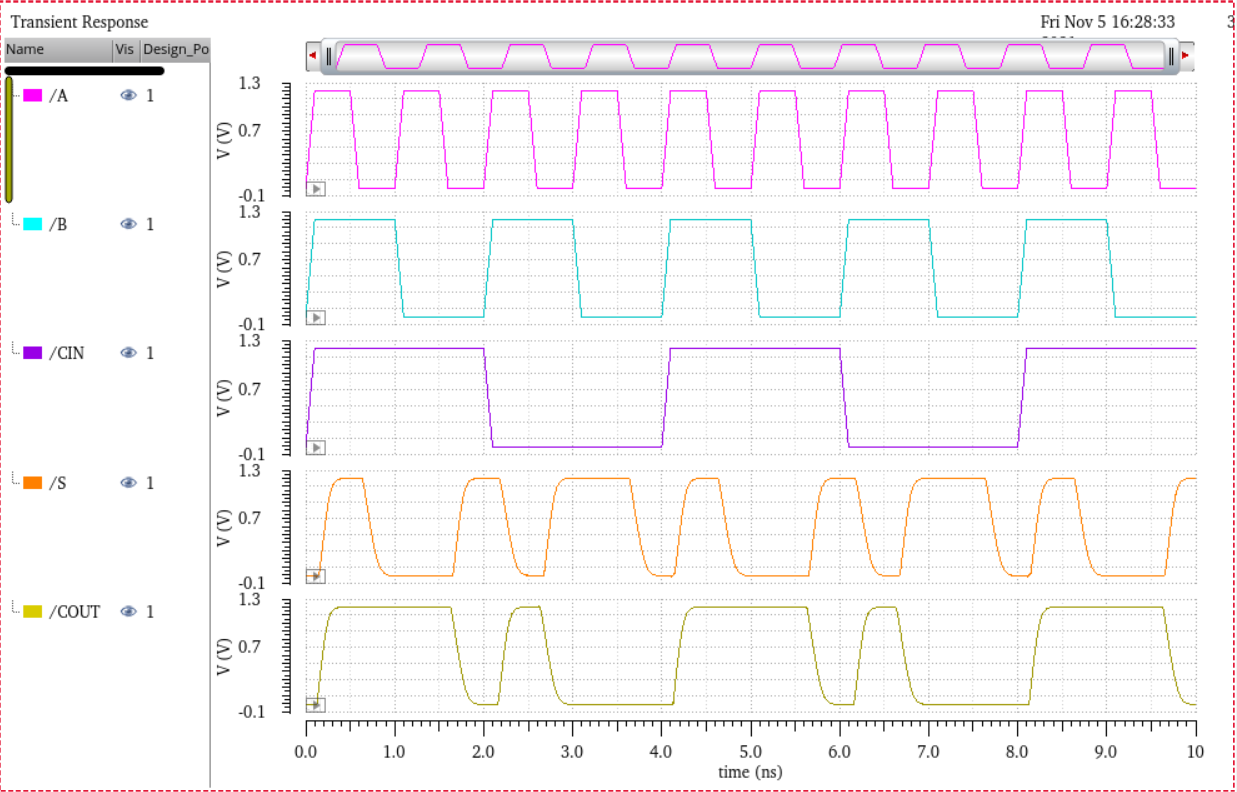 Transient Response
Fri Nov 5 16:28:33
3
Name Vis Design_Po
/A 1
V (V)
1.3
0.7
-0.1
/B 1
V (V)
1.3
0.7
-0.1
/CIN 1
V (V)
1.3
0.7
-0.1
/S 1
V (V)
1.3
0.7
-0.1
/COUT 1
V (V)
1.3
0.7
-0.1
0.0 1.0 2.0 3.0 4.0 5.0 6.0 7.0 8.0 9.0 10
time (ns)